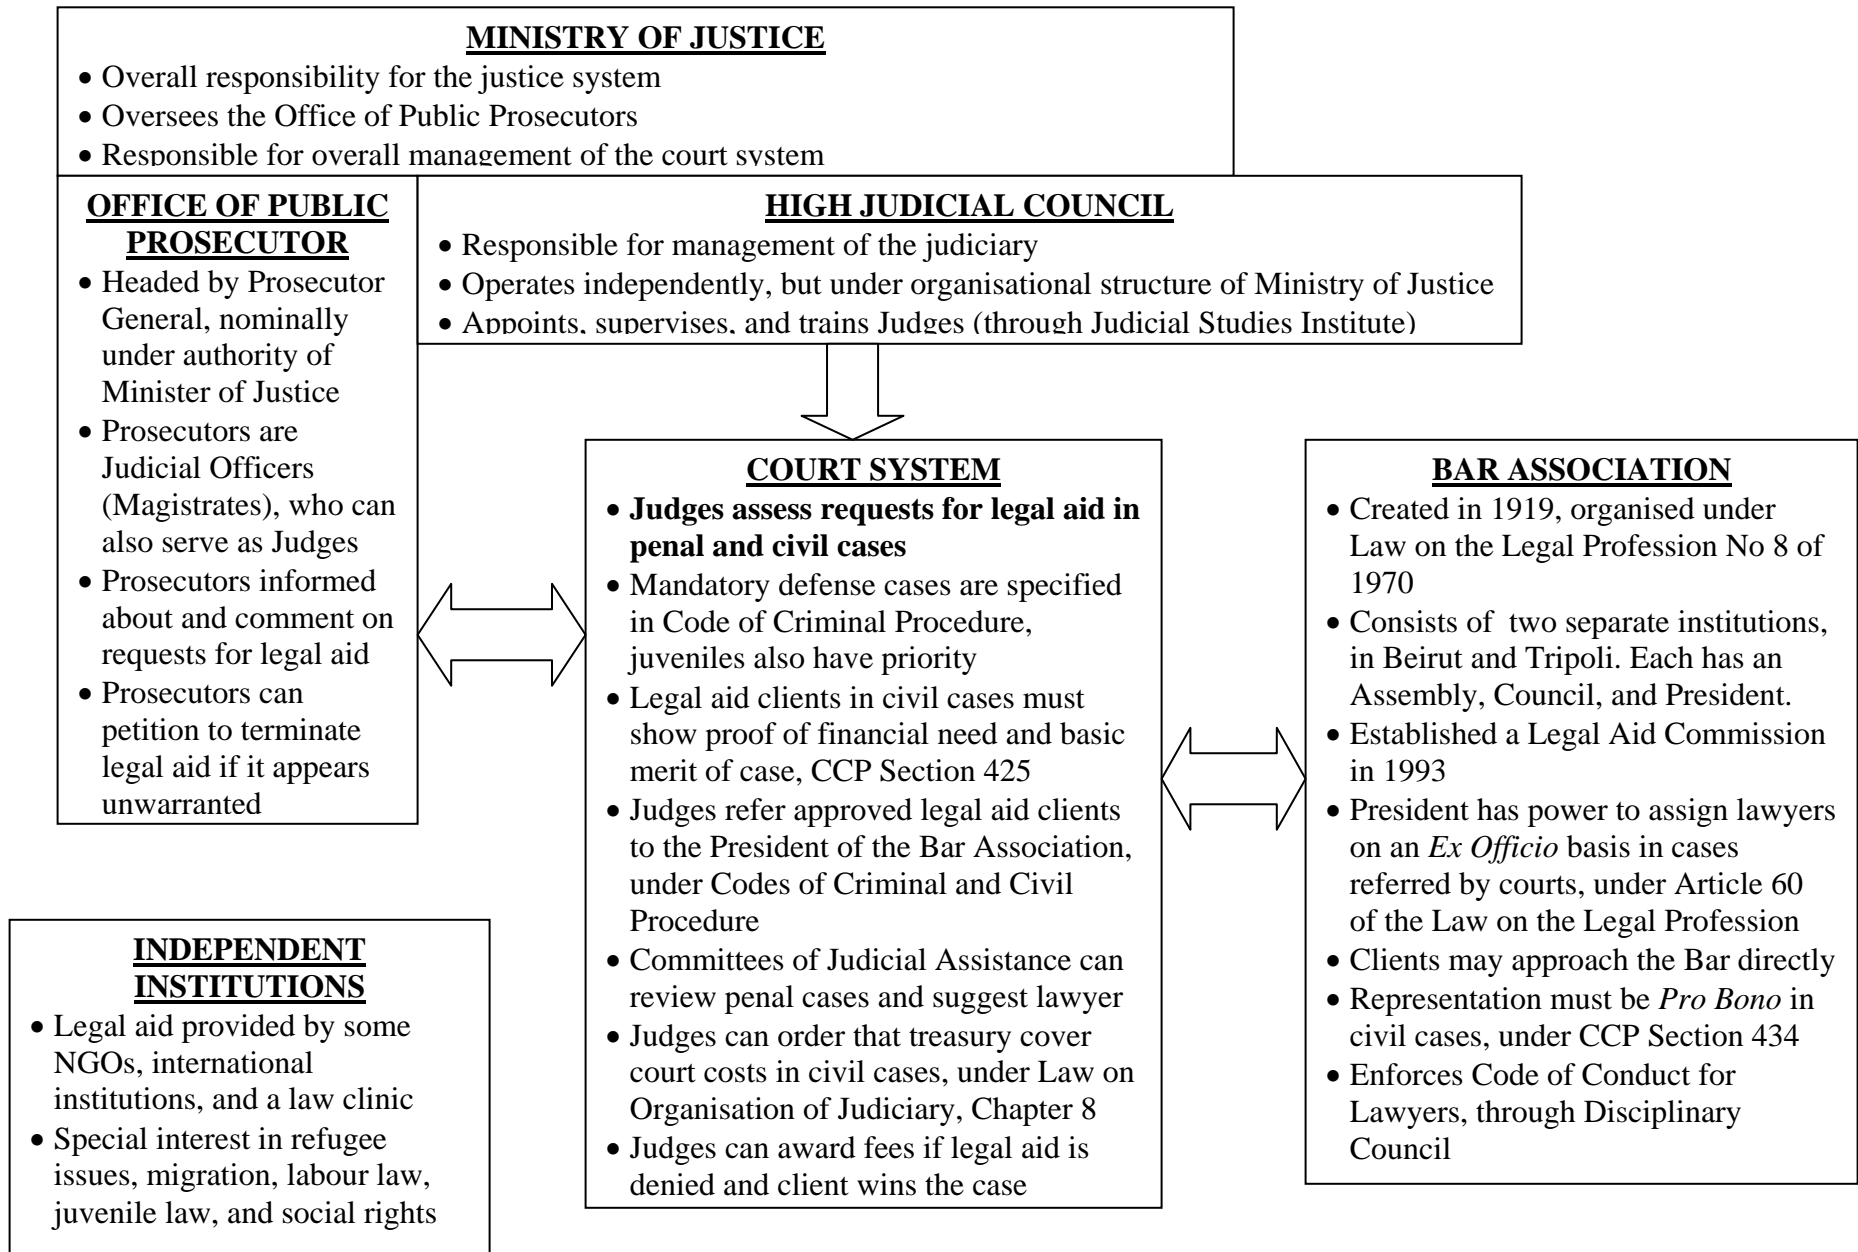 MINISTRY OF JUSTICE
• Overall responsibility for the justice system
• Oversees the Office of Public Prosecutors
• Responsible for overall management of the court system
OFFICE OF PUBLIC
PROSECUTOR
• Headed by Prosecutor
General, nominally
under authority of
Minister of Justice
• Prosecutors are
Judicial Officers
(Magistrates), who can
also serve as Judges
• Prosecutors informed
about and comment on
requests for legal aid
• Prosecutors can
petition to terminate
legal aid if it appears
unwarranted
HIGH JUDICIAL COUNCIL
• Responsible for management of the judiciary
• Operates independently, but under organisational structure of Ministry of Justice
• Appoints, supervises, and trains Judges (through Judicial Studies Institute)
COURT SYSTEM
• Judges assess requests for legal aid in
penal and civil cases
• Mandatory defense cases are specified
in Code of Criminal Procedure,
juveniles also have priority
• Legal aid clients in civil cases must
show proof of financial need and basic
merit of case, CCP Section 425
• Judges refer approved legal aid clients
to the President of the Bar Association,
under Codes of Criminal and Civil
Procedure
• Committees of Judicial Assistance can
review penal cases and suggest lawyer
• Judges can order that treasury cover
court costs in civil cases, under Law on
Organisation of Judiciary, Chapter 8
• Judges can award fees if legal aid is
denied and client wins the case
BAR ASSOCIATION
• Created in 1919, organised under
Law on the Legal Profession No 8 of
1970
• Consists of two separate institutions,
in Beirut and Tripoli. Each has an
Assembly, Council, and President.
• Established a Legal Aid Commission
in 1993
• President has power to assign lawyers
on an Ex Officio basis in cases
referred by courts, under Article 60
of the Law on the Legal Profession
• Clients may approach the Bar directly
• Representation must be Pro Bono in
civil cases, under CCP Section 434
• Enforces Code of Conduct for
Lawyers, through Disciplinary
Council
INDEPENDENT
INSTITUTIONS
• Legal aid provided by some
NGOs, international
institutions, and a law clinic
• Special interest in refugee
issues, migration, labour law,
juvenile law, and social rights